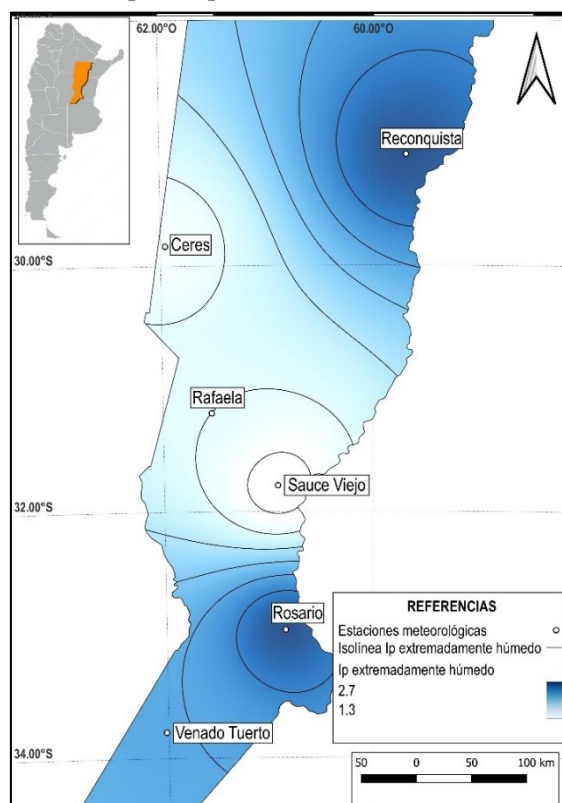 62.00°S
60.00°S
Reconquista
Ceres
30.00°S
Rafaela
Sauce Viejo
32.00°S
Rosario
REFERENCIAS
Estaciones meteorológicas
Isolínea Ip extremadamente húmedo
Ip extremadamente húmedo
2.7
1.3
Venado Tuerto
34.00°S
50 0 50 100 km